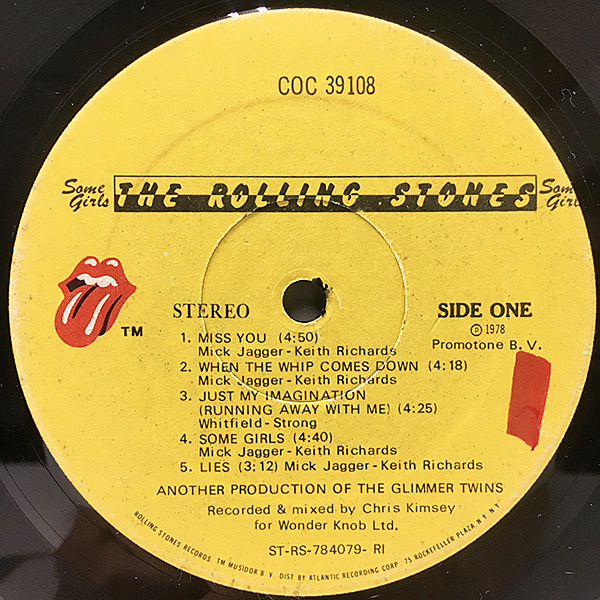 COC 39108
Some Girls THE ROLLING STONES Some Girls
TM
STEREO
SIDE ONE
℗ 1978
Promotone B. V.
1. MISS YOU (4:50)
Mick Jagger - Keith Richards
2. WHEN THE WHIP COMES DOWN (4:18)
Mick Jagger - Keith Richards
3. JUST MY IMAGINATION
(RUNNING AWAY WITH ME) (4:25)
Whitfield - Strong
4. SOME GIRLS (4:40)
Mick Jagger - Keith Richards
5. LIES (3:12) Mick Jagger - Keith Richards
ANOTHER PRODUCTION OF THE GLIMMER TWINS
Recorded & mixed by Chris Kimsey
for Wonder Knob Ltd.
ST-RS-784079- RI
ROLLING STONES RECORDS, TM MUSIDOR B. V. DIST BY ATLANTIC RECORDING CORP. 75 ROCKEFELLER PLAZA, N.Y. N.Y